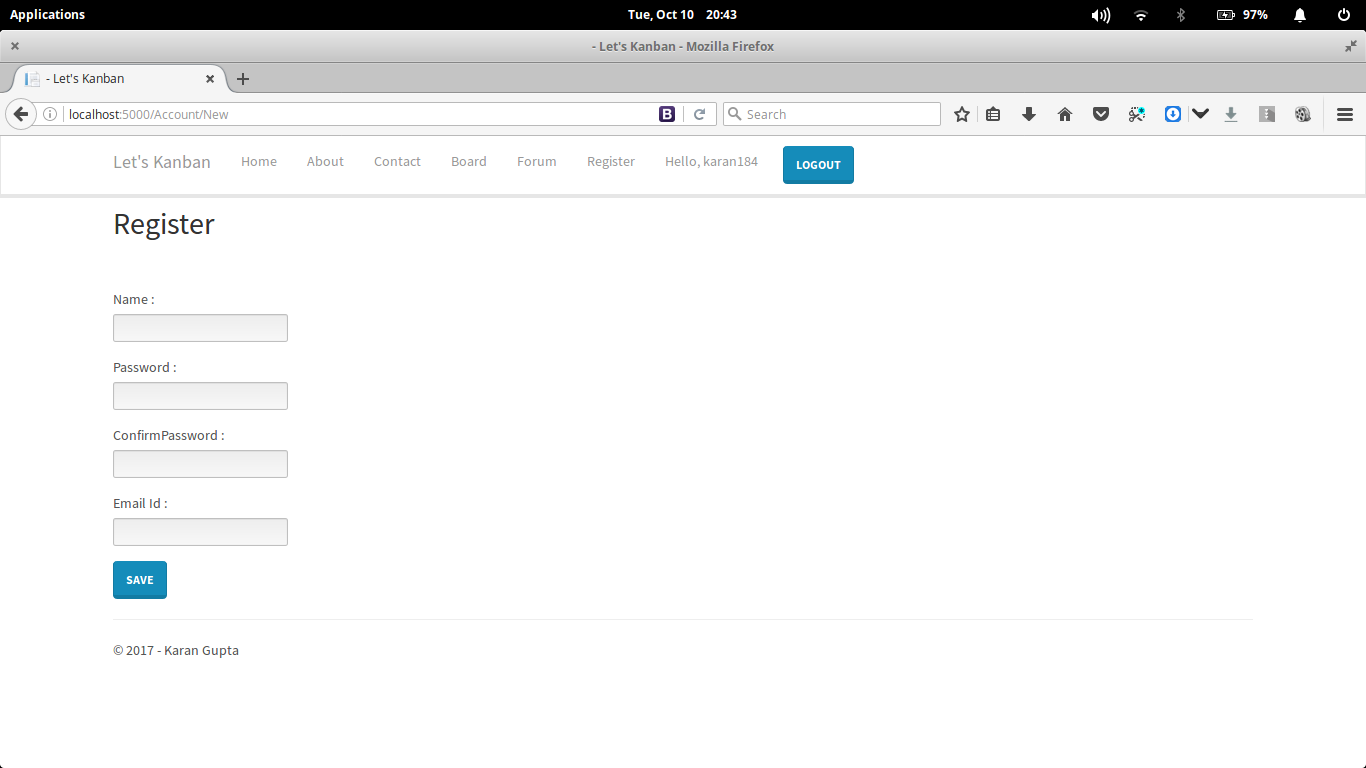 Applications Tue, Oct 10 20:43 97%
- Let's Kanban - Mozilla Firefox
- Let's Kanban
localhost:5000/Account/New B Search
Let's Kanban Home About Contact Board Forum Register Hello, karan184 LOGOUT
Register
Name :
Password :
ConfirmPassword :
Email Id :
SAVE
© 2017 - Karan Gupta